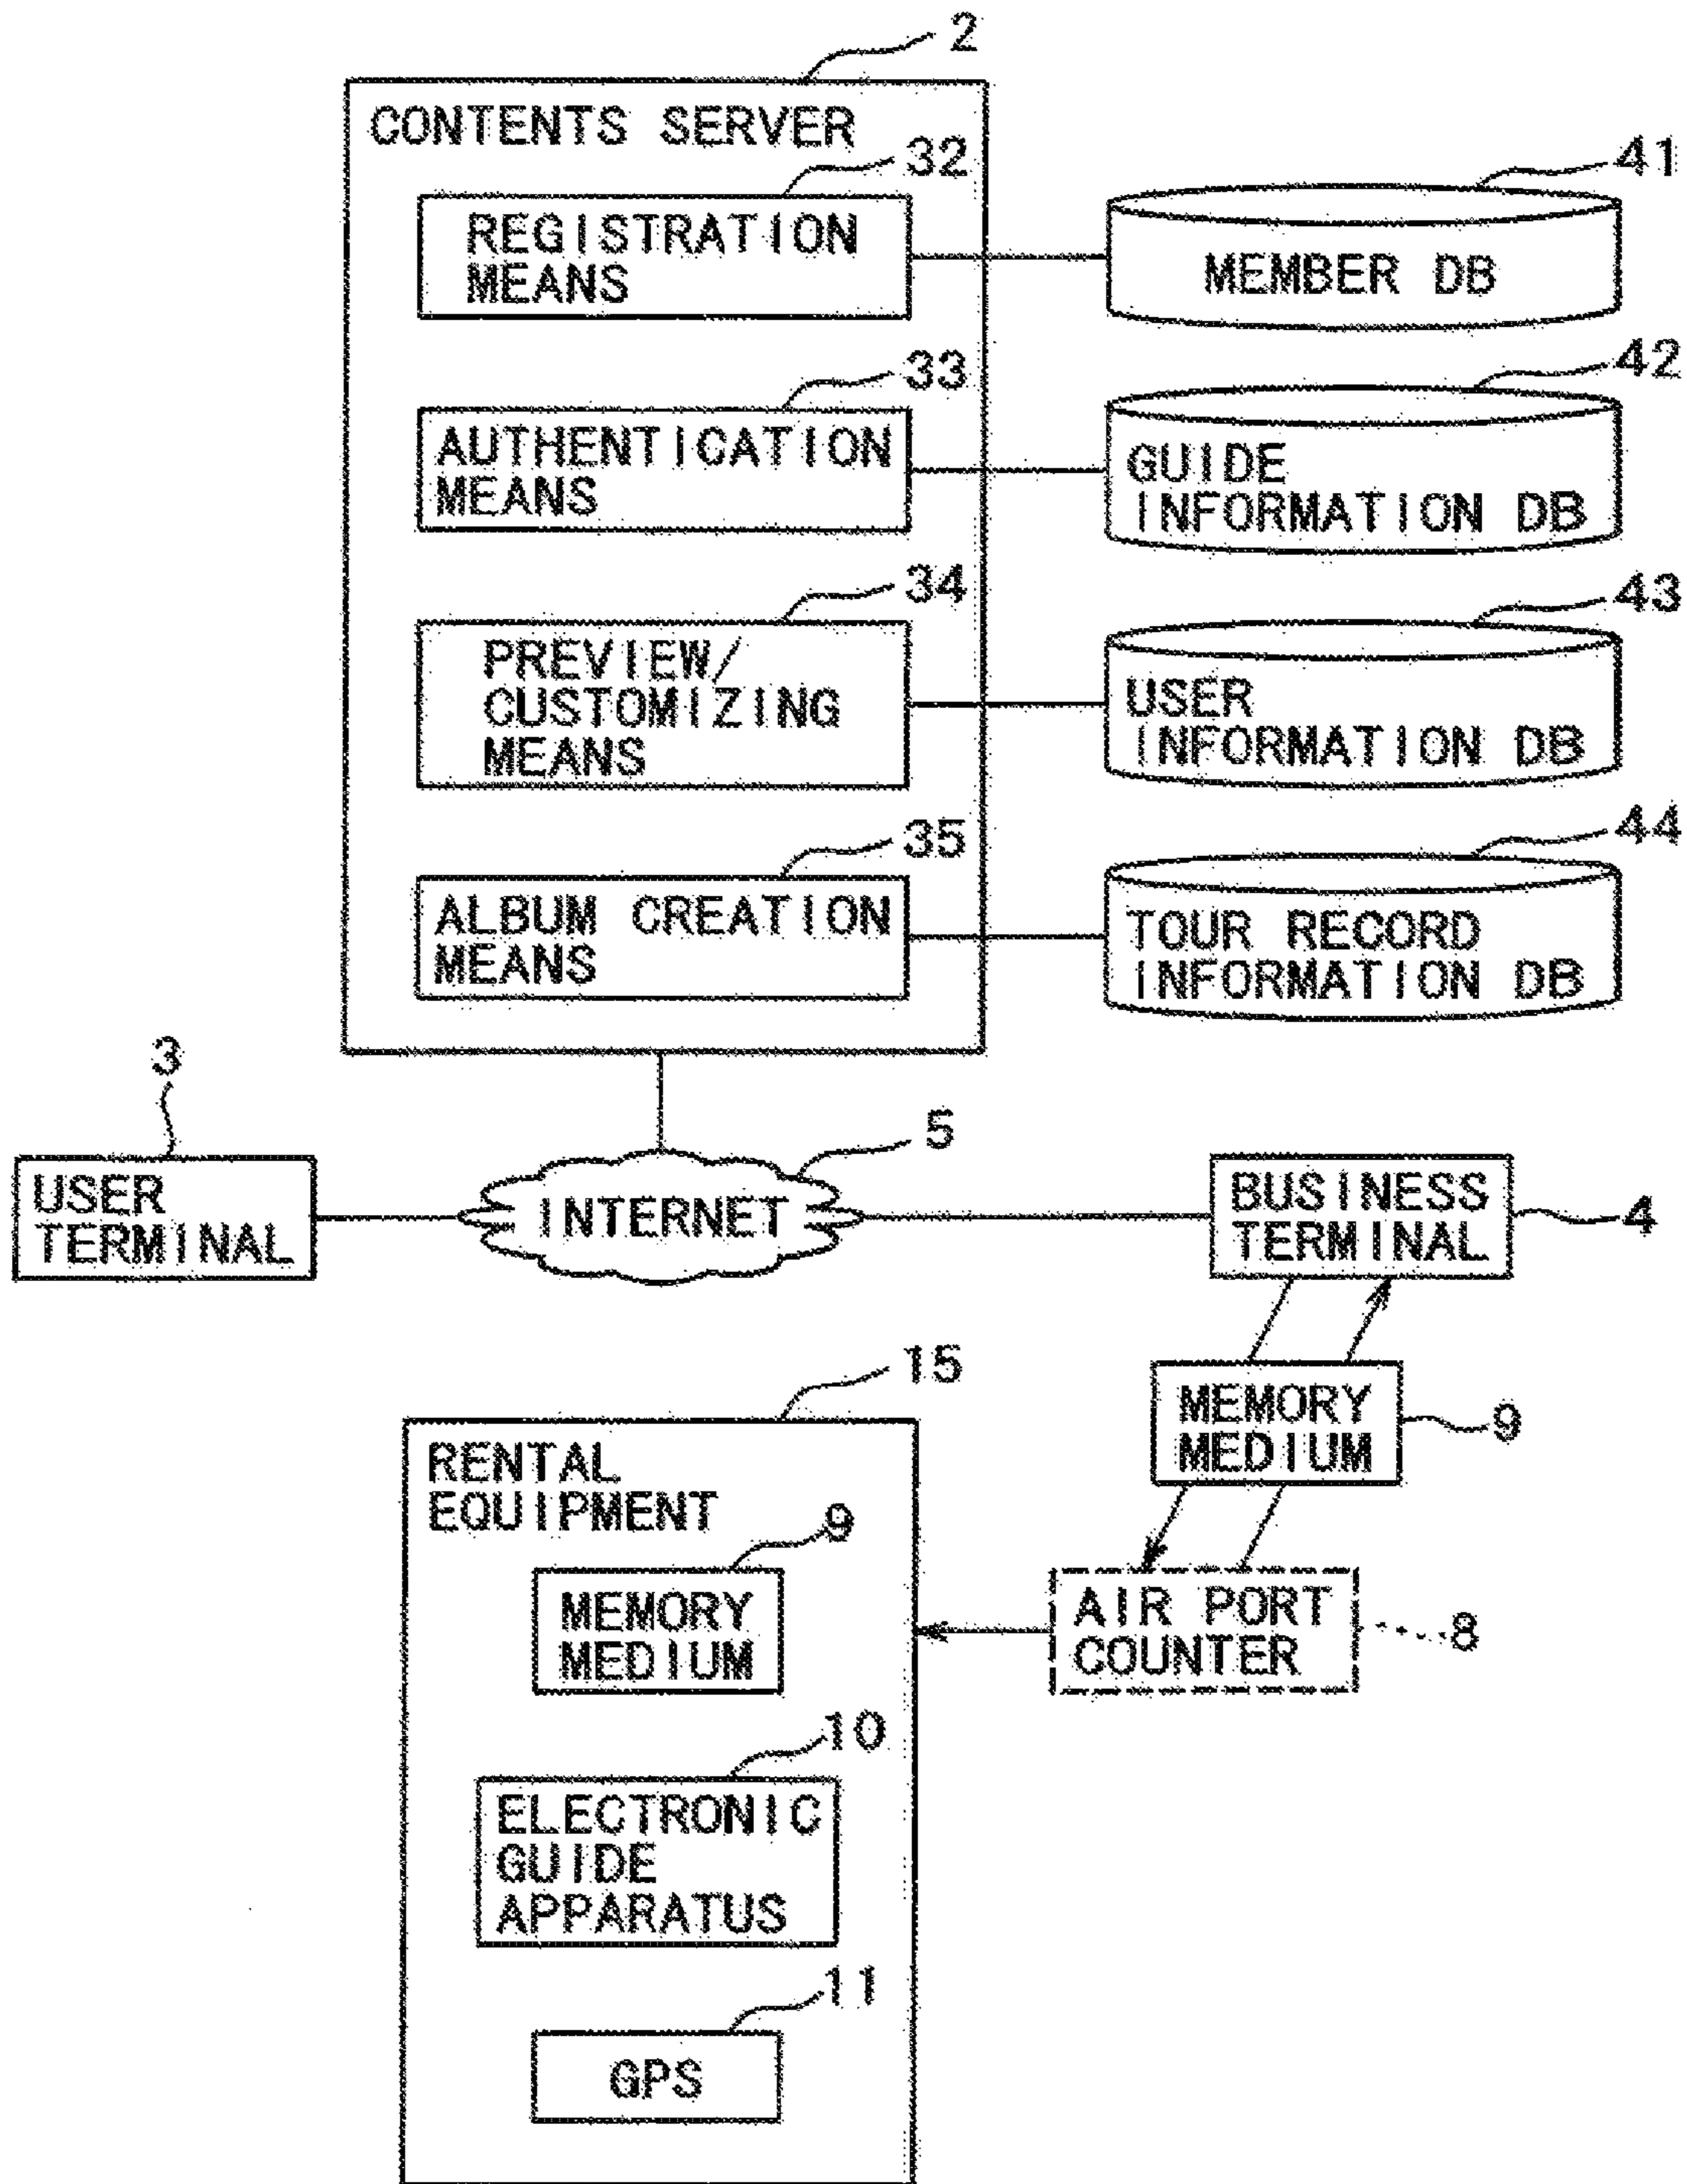 2
CONTENTS SERVER
32
REGISTRATION
MEANS
41
MEMBER DB
33
AUTHENTICATION
MEANS
42
GUIDE
INFORMATION DB
34
PREVIEW/
CUSTOMIZING
MEANS
43
USER
INFORMATION DB
35
ALBUM CREATION
MEANS
44
TOUR RECORD
INFORMATION DB
3
USER
TERMINAL
5
INTERNET
BUSINESS
TERMINAL
4
MEMORY
MEDIUM
9
15
RENTAL
EQUIPMENT
9
MEMORY
MEDIUM
AIR PORT
COUNTER
8
10
ELECTRONIC
GUIDE
APPARATUS
11
GPS